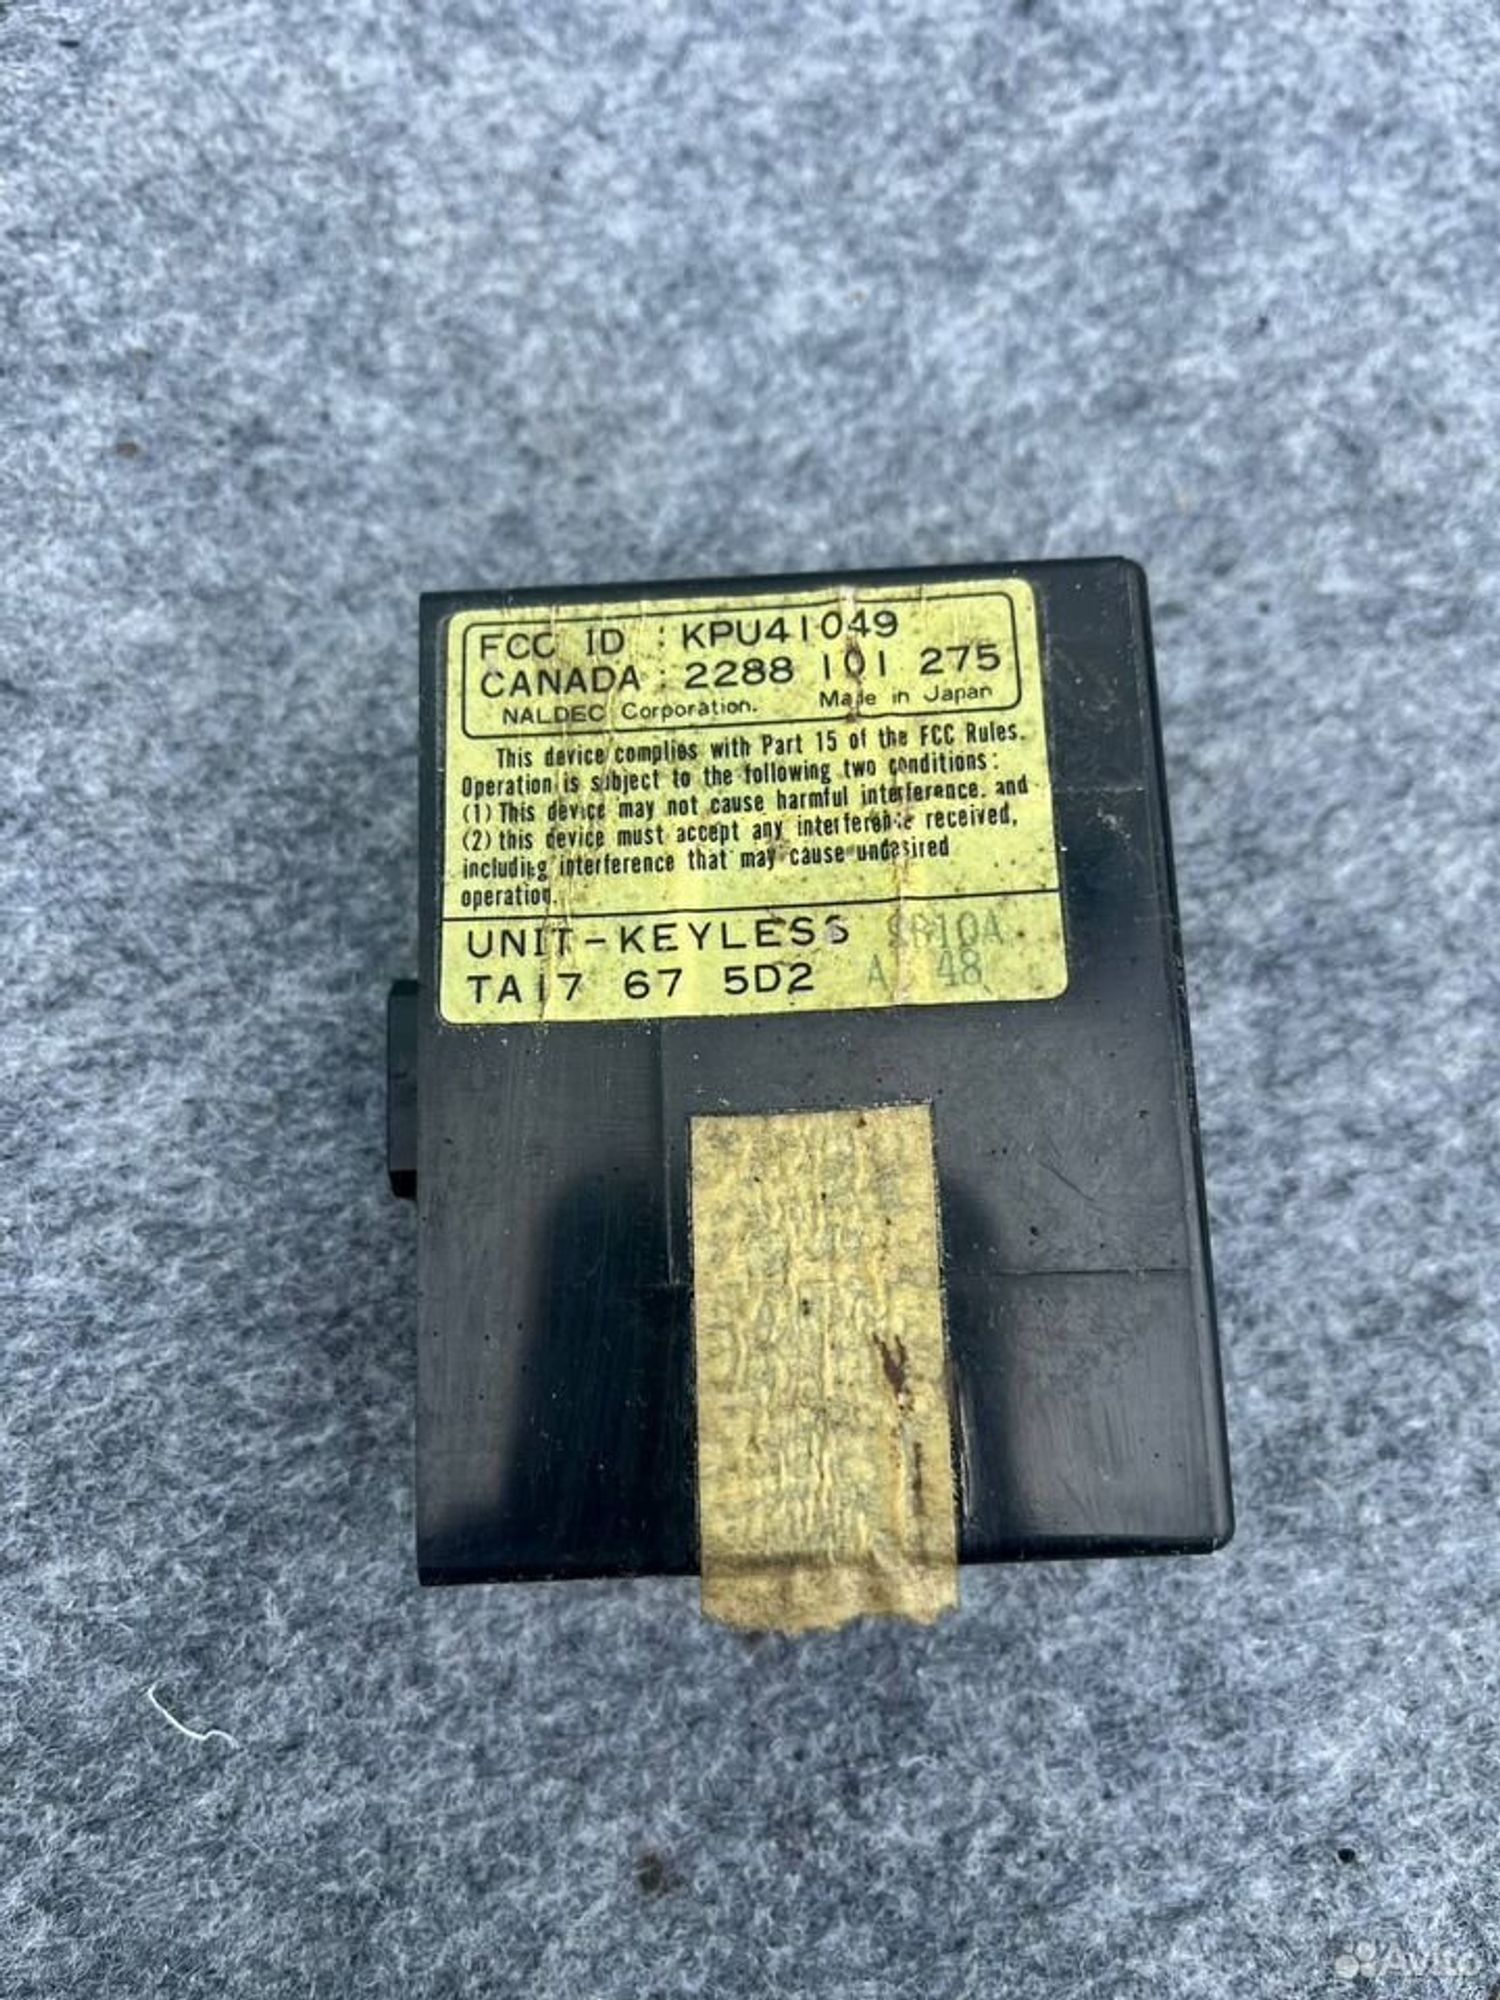 FCC ID : KPU41049
CANADA : 2288 101 275
NALDEC Corporation. Made in Japan
This device complies with Part 15 of the FCC Rules.
Operation is subject to the following two conditions:
(1) This device may not cause harmful interference. and
(2) this device must accept any interference received,
including interference that may cause undesired
operation.
UNIT-KEYLESS
TA17 67 5D2 A 48
Avito